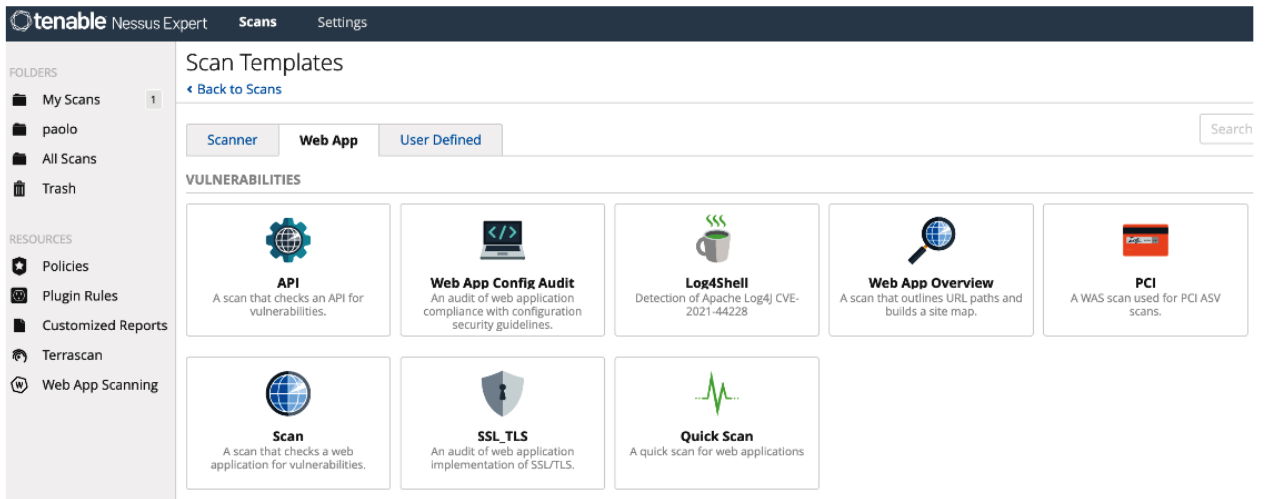 tenable Nessus Expert Scans Settings
FOLDERS
My Scans 1
paolo
All Scans
Trash
RESOURCES
Policies
Plugin Rules
Customized Reports
Terrascan
Web App Scanning
Scan Templates
Back to Scans
Scanner Web App User Defined
Search
VULNERABILITIES
API
A scan that checks an API for
vulnerabilities.
Web App Config Audit
An audit of web application
compliance with configuration
security guidelines.
Log4Shell
Detection of Apache Log4J CVE-
2021-44228
Web App Overview
A scan that outlines URL paths and
builds a site map.
PCI
A WAS scan used for PCI ASV
scans.
Scan
A scan that checks a web
application for vulnerabilities.
SSL_TLS
An audit of web application
implementation of SSL/TLS.
Quick Scan
A quick scan for web applications